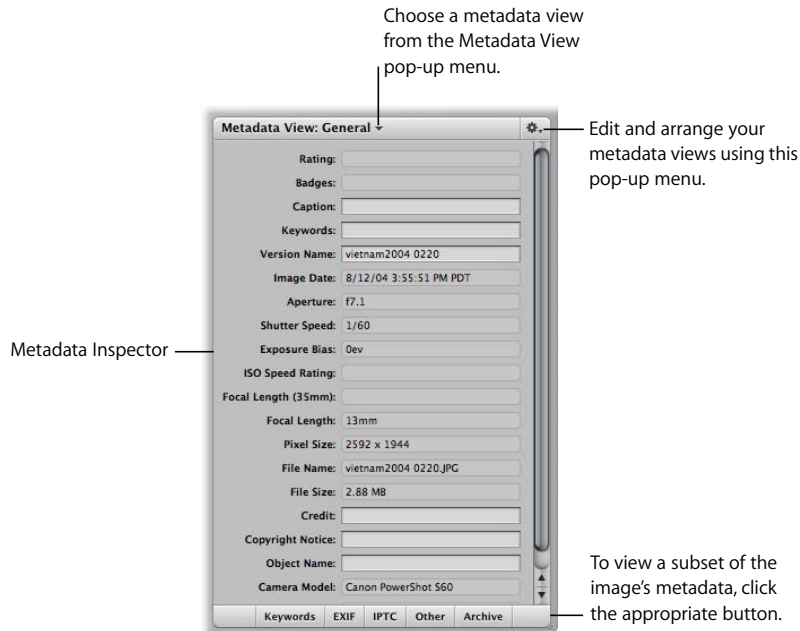 Choose a metadata view
from the Metadata View
pop-up menu.
Metadata View: General
Edit and arrange your
metadata views using this
pop-up menu.
Rating:
Badges:
Caption:
Keywords:
Version Name: vietnam2004 0220
Image Date: 8/12/04 3:55:51 PM PDT
Aperture: f7.1
Shutter Speed: 1/60
Metadata Inspector
Exposure Bias: 0ev
ISO Speed Rating:
Focal Length (35mm):
Focal Length: 13mm
Pixel Size: 2592 x 1944
File Name: vietnam2004 0220.JPG
File Size: 2.88 MB
Credit:
Copyright Notice:
Object Name:
Camera Model: Canon PowerShot S60
To view a subset of the
image’s metadata, click
the appropriate button.
Keywords EXIF IPTC Other Archive